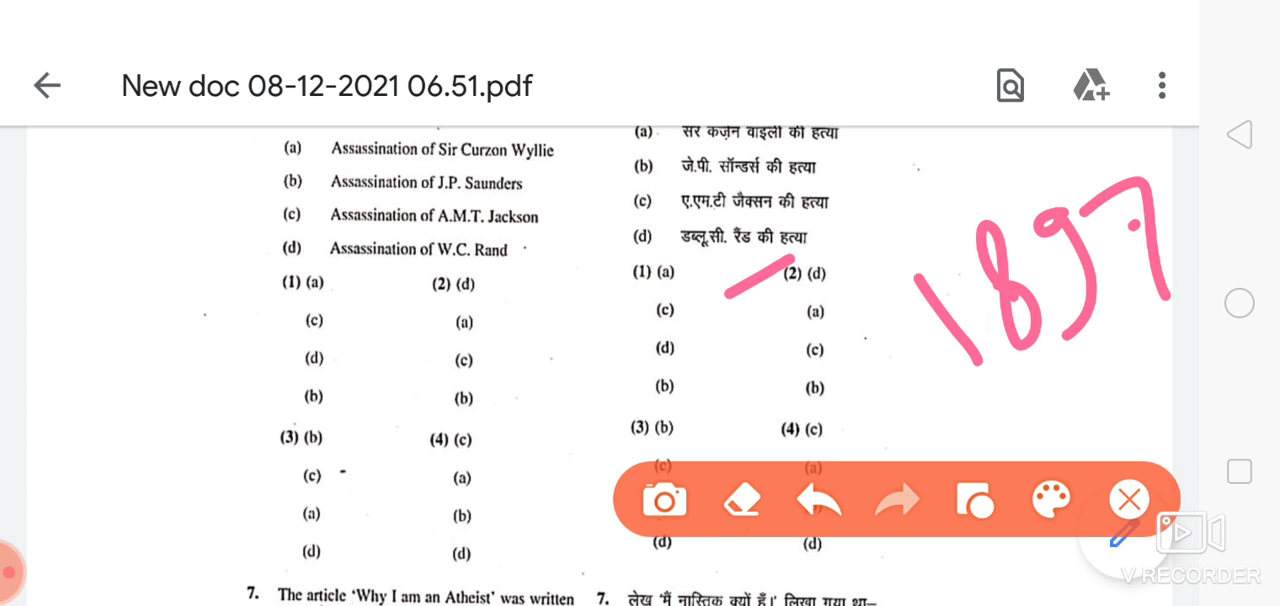 New doc 08-12-2021 06.51.pdf
(a) Assassination of Sir Curzon Wyllie
(b) Assassination of J.P. Saunders
(c) Assassination of A.M.T. Jackson
(d) Assassination of W.C. Rand
(1) (a) (2) (d)
(c) (a)
(d) (c)
(b) (b)
(3) (b) (4) (c)
(c) (a)
(a) (b)
(d) (d)
7. The article 'Why I am an Atheist' was written
(a) सर कर्ज़न वाइली की हत्या
(b) जे.पी. सॉन्डर्स की हत्या
(c) ए.एम.टी जैक्सन की हत्या
(d) डब्लू.सी. रैंड की हत्या
(1) (a) (2) (d)
(c) (a)
(d) (c)
(b) (b)
(3) (b) (4) (c)
(c) (a)
(d) (d)
7. लेख 'मैं नास्तिक क्यों हूँ।' लिखा गया था–
1897
V RECORDER